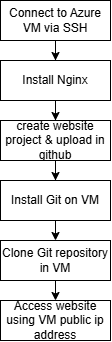 Connect to Azure
VM via SSH
Install Nginx
create website
project & upload in
github
Install Git on VM
Clone Git repository
in VM
Access website
using VM public ip
address